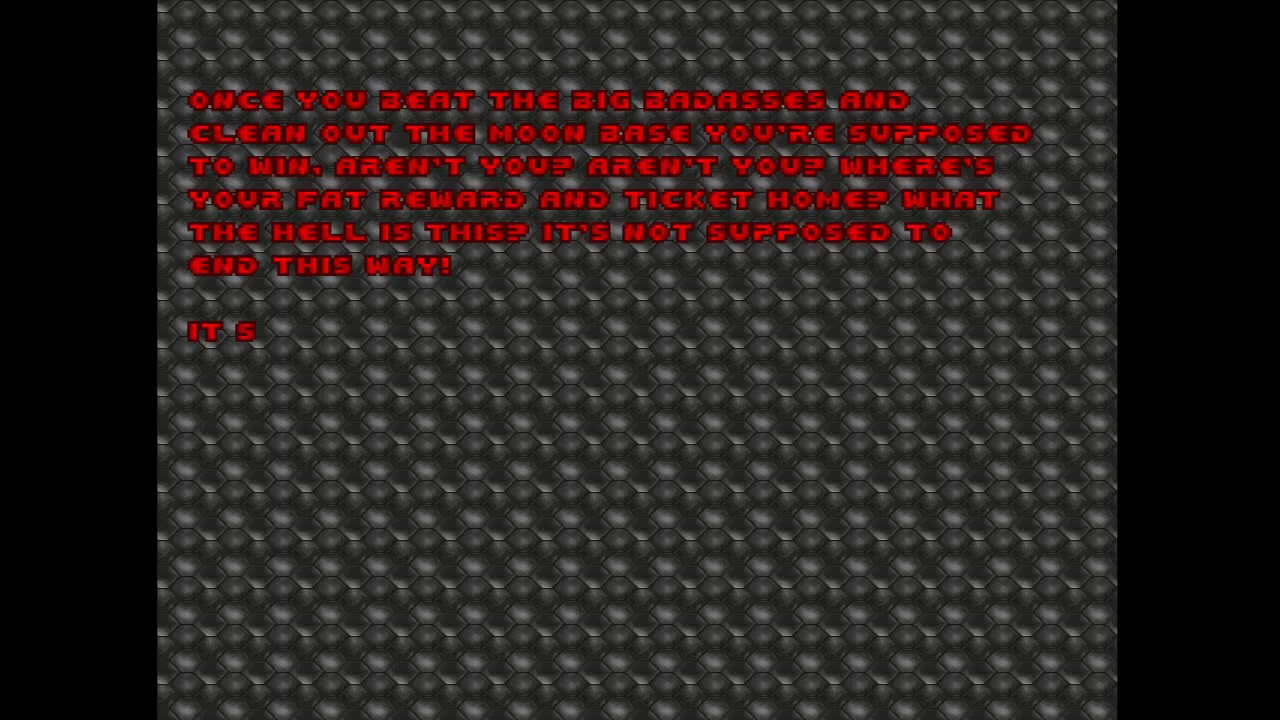 ONCE YOU BEAT THE BIG BADASSES AND
CLEAN OUT THE MOON BASE YOU'RE SUPPOSED
TO WIN, AREN'T YOU? AREN'T YOU? WHERE'S
YOUR FAT REWARD AND TICKET HOME? WHAT
THE HELL IS THIS? IT'S NOT SUPPOSED TO
END THIS WAY!
IT S